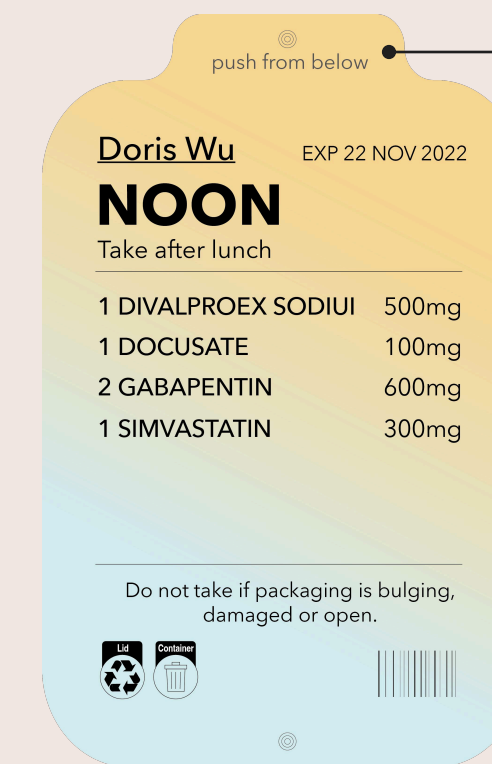 push from below
Doris Wu EXP 22 NOV 2022
NOON
Take after lunch
1 DIVALPROEX SODIUI 500mg
1 DOCUSATE 100mg
2 GABAPENTIN 600mg
1 SIMVASTATIN 300mg
Do not take if packaging is bulging,
damaged or open.
Lid Container